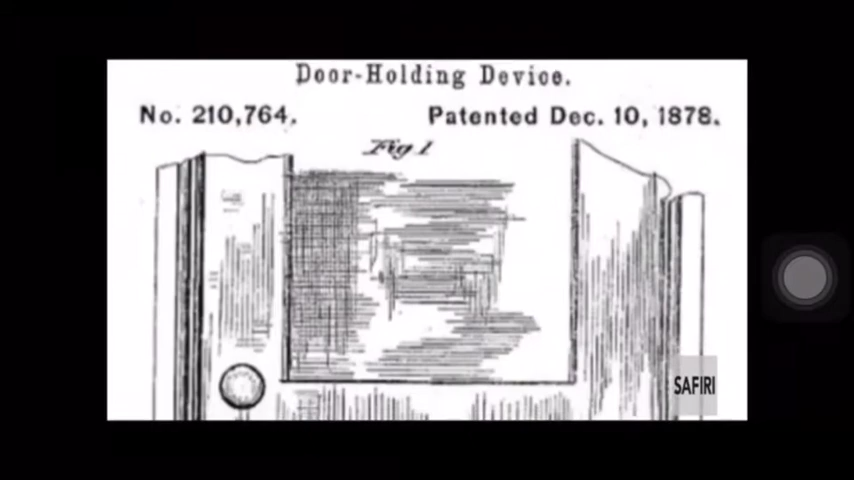 Door-Holding Device.
No. 210,764. Patented Dec. 10, 1878.
Fig 1
SAFIRI